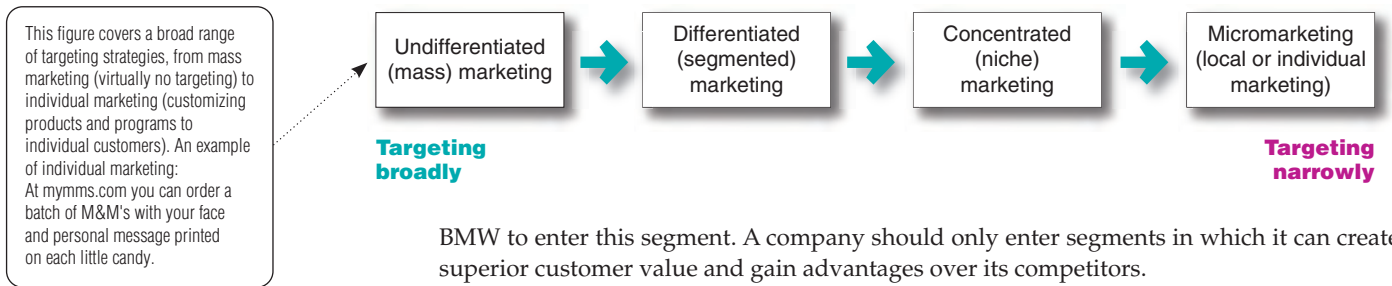 This figure covers a broad range
of targeting strategies, from mass
marketing (virtually no targeting) to
individual marketing (customizing
products and programs to
individual customers). An example
of individual marketing:
At mymms.com you can order a
batch of M&M's with your face
and personal message printed
on each little candy.
Undifferentiated
(mass) marketing
Differentiated
(segmented)
marketing
Concentrated
(niche)
marketing
Micromarketing
(local or individual
marketing)
Targeting
broadly
Targeting
narrowly
BMW to enter this segment. A company should only enter segments in which it can create
superior customer value and gain advantages over its competitors.